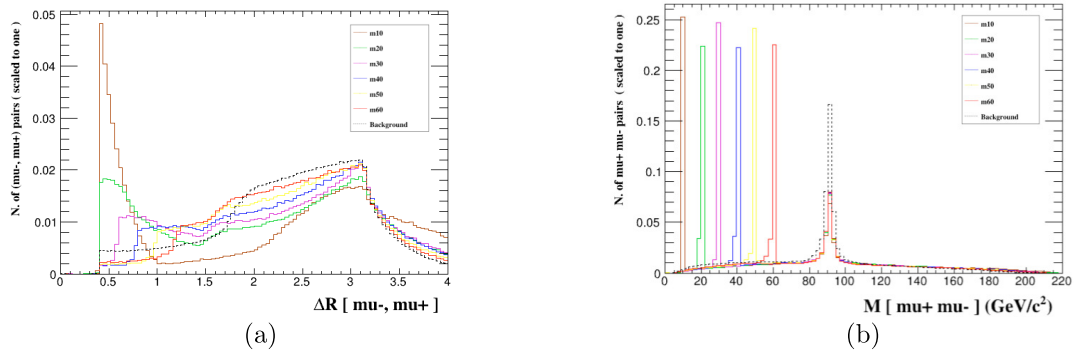 N. of (mu-, mu+) pairs ( scaled to one )
0.05
0.04
0.03
0.02
0.01
0
m10
m20
m30
m40
m50
m60
Background
0 0.5 1 1.5 2 2.5 3 3.5 4
ΔR [ mu-, mu+ ]
(a)
N. of mu+ mu- pairs ( scaled to one )
0.25
0.2
0.15
0.1
0.05
0
m10
m20
m30
m40
m50
m60
Background
0 20 40 60 80 100 120 140 160 180 200 220
M [ mu+ mu- ] (GeV/c²)
(b)